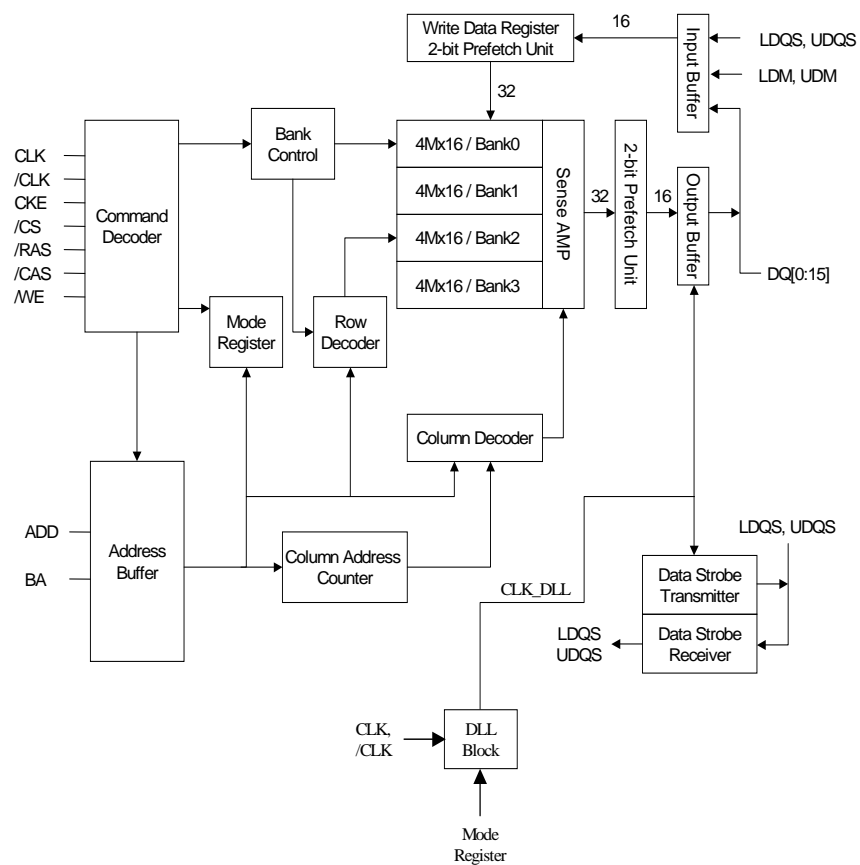 Write Data Register
2-bit Prefetch Unit
16
Input Buffer
LDQS, UDQS
LDM, UDM
32
Bank
Control
4Mx16 / Bank0
4Mx16 / Bank1
4Mx16 / Bank2
4Mx16 / Bank3
Sense AMP
32
2-bit Prefetch Unit
16
Output Buffer
DQ[0:15]
CLK
/CLK
CKE
/CS
/RAS
/CAS
/WE
Command
Decoder
Mode
Register
Row
Decoder
Column Decoder
ADD
BA
Address
Buffer
Column Address
Counter
CLK_DLL
LDQS, UDQS
Data Strobe
Transmitter
Data Strobe
Receiver
LDQS
UDQS
CLK,
/CLK
DLL
Block
Mode
Register